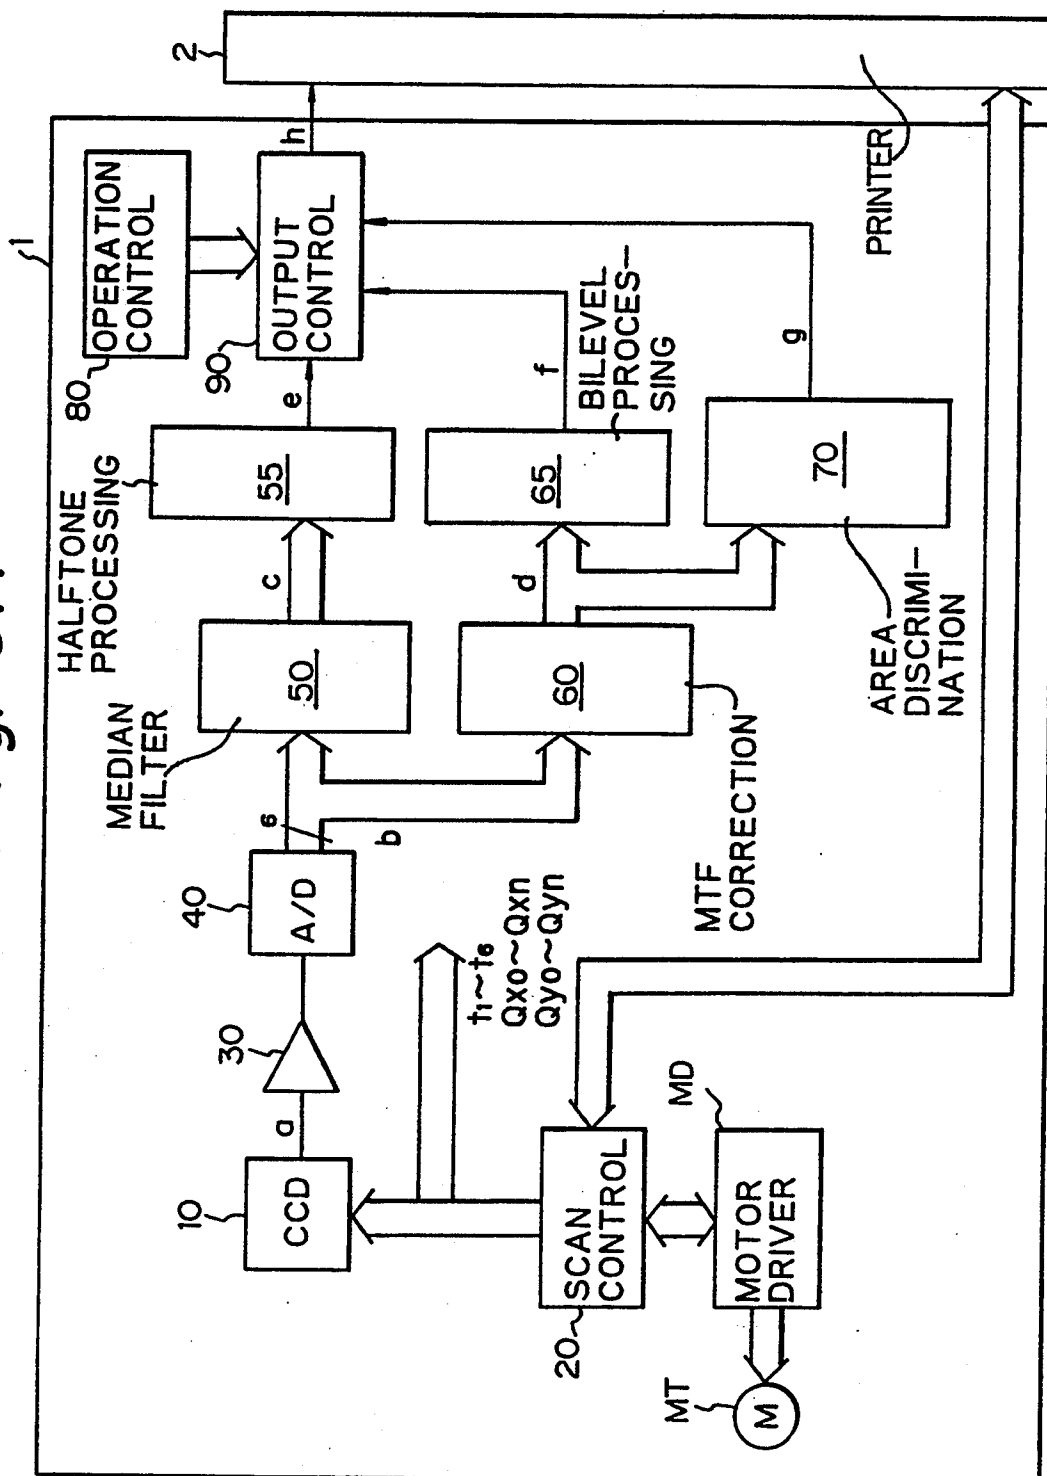 1
2
OPERATION
CONTROL
80
h
OUTPUT
CONTROL
90
e
f
g
PRINTER
HALFTONE
PROCESSING
55
BILEVEL
PROCES-
SING
65
70
c
d
MEDIAN
FILTER
50
60
AREA
DISCRIMI-
NATION
MTF
CORRECTION
6
b
40
A/D
30
a
t1~t6
Qxo~Qxn
Qyo~Qyn
10
CCD
SCAN
CONTROL
20
MD
MOTOR
DRIVER
MT
M